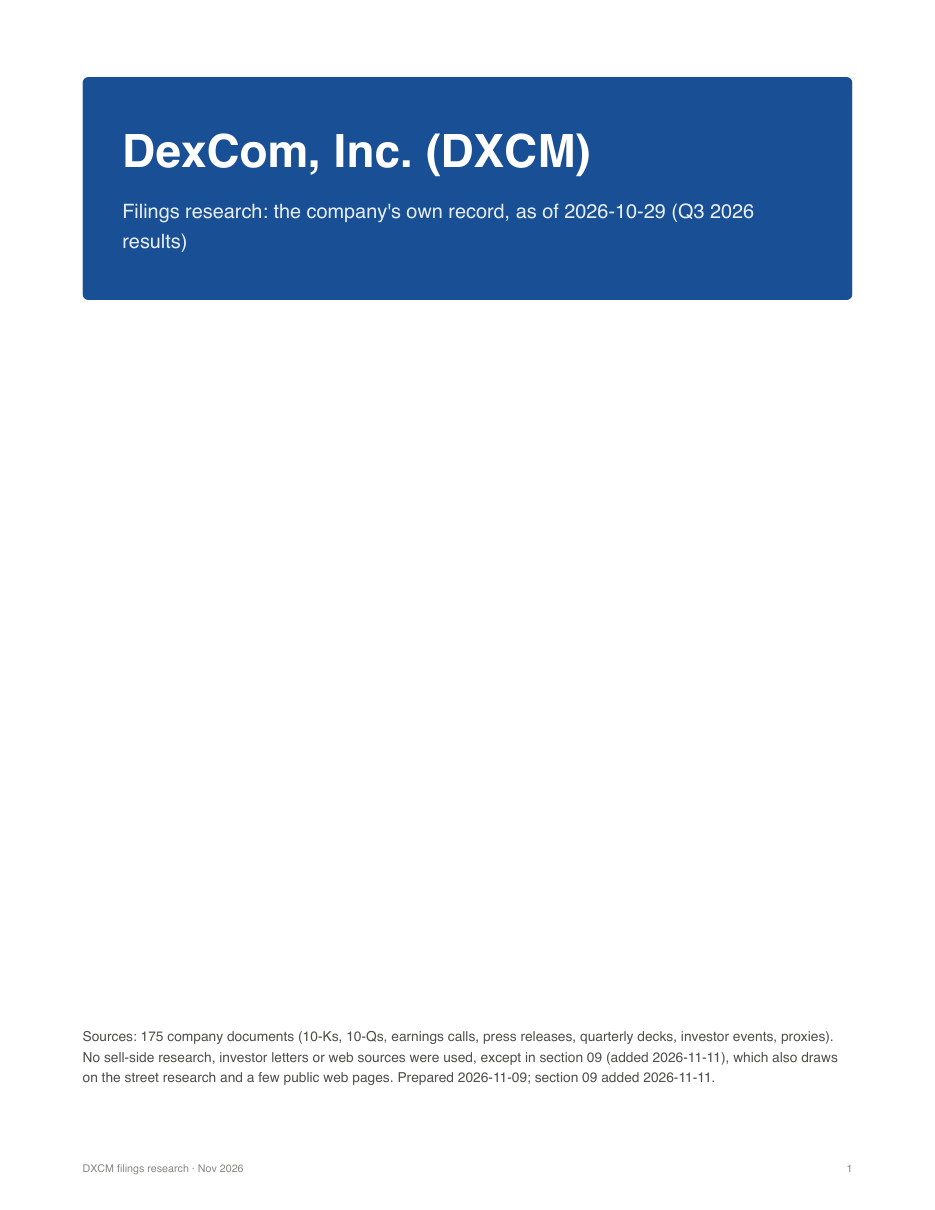 DexCom, Inc. (DXCM)
Filings research: the company's own record, as of 2026-10-29 (Q3 2026
results)
Sources: 175 company documents (10-Ks, 10-Qs, earnings calls, press releases, quarterly decks, investor events, proxies).
No sell-side research, investor letters or web sources were used, except in section 09 (added 2026-11-11), which also draws
on the street research and a few public web pages. Prepared 2026-11-09; section 09 added 2026-11-11.
DXCM filings research · Nov 2026
1